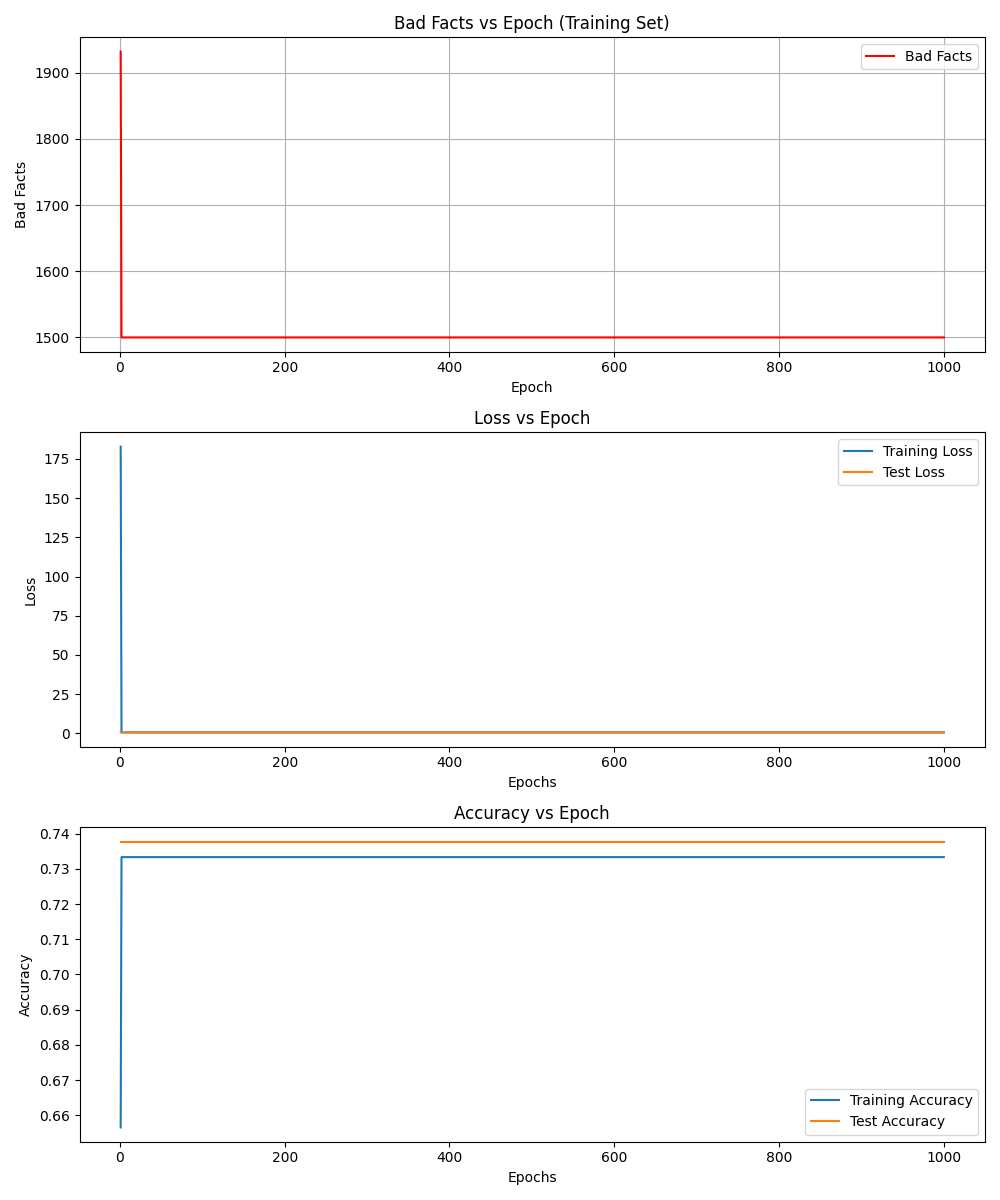 Bad Facts vs Epoch (Training Set)
Bad Facts
1900
1800
1700
1600
1500
Bad Facts
0 200 400 600 800 1000
Epoch
Loss vs Epoch
Training Loss
Test Loss
175
150
125
100
75
50
25
0
Loss
0 200 400 600 800 1000
Epochs
Accuracy vs Epoch
0.74
0.73
0.72
0.71
0.70
0.69
0.68
0.67
0.66
Accuracy
Training Accuracy
Test Accuracy
0 200 400 600 800 1000
Epochs